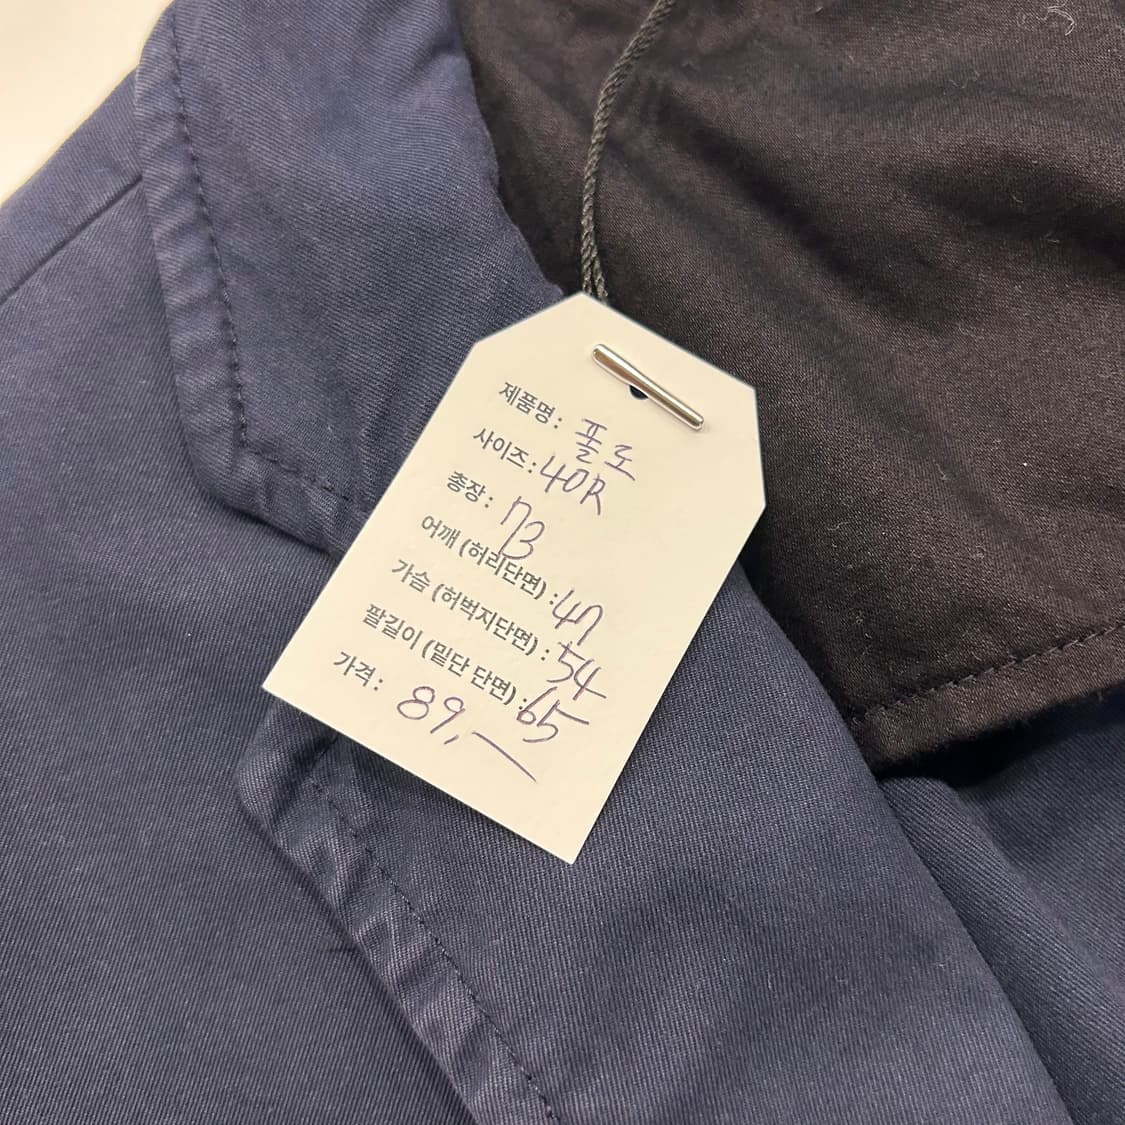 제품명: 폴로
사이즈: 40R
총장: 73
어깨 (허리단면): 47
가슴 (허벅지단면): 54
팔길이 (밑단 단면): 65
가격: 89,-